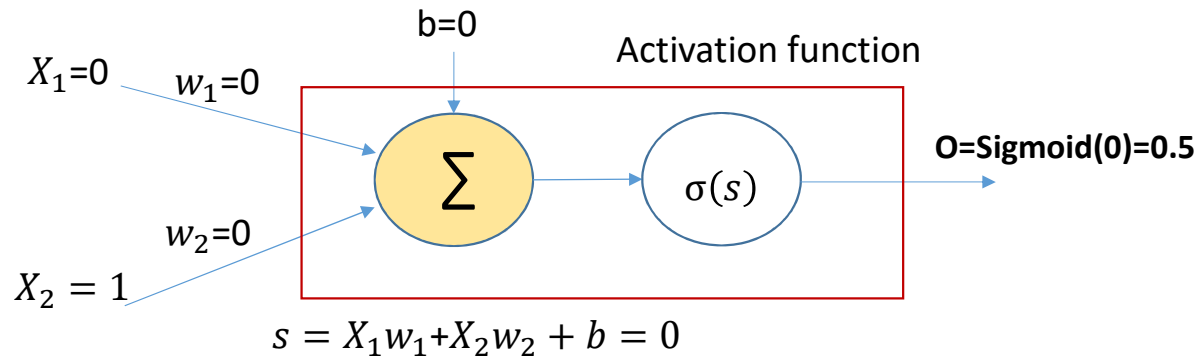 b=0
Activation function
X₁=0
w₁=0
∑
σ(s)
O=Sigmoid(0)=0.5
w₂=0
X₂ = 1
s = X₁w₁+X₂w₂ + b = 0